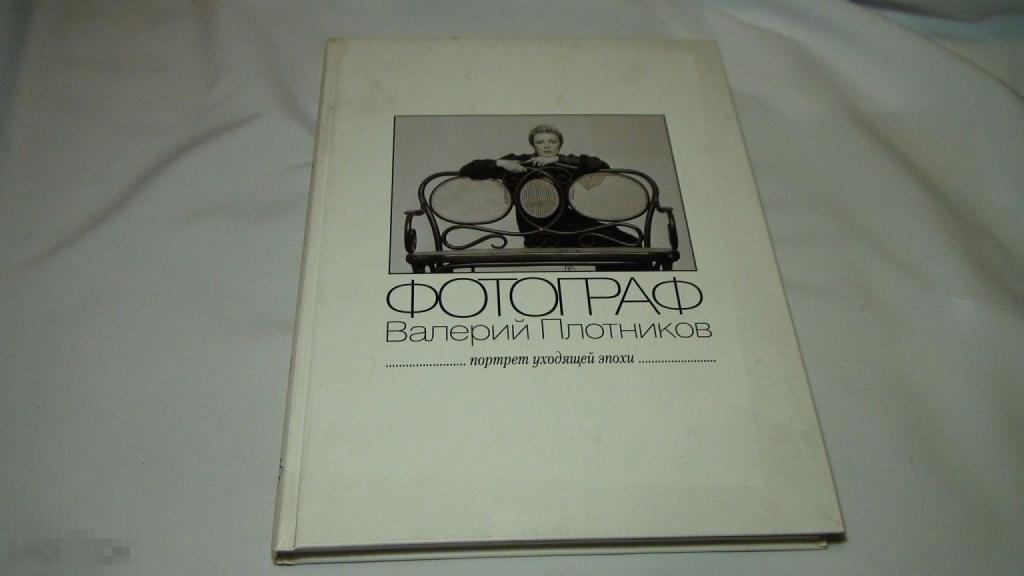 ФОТОГРАФ
Валерий Плотников
........................ портрет уходящей эпохи ........................